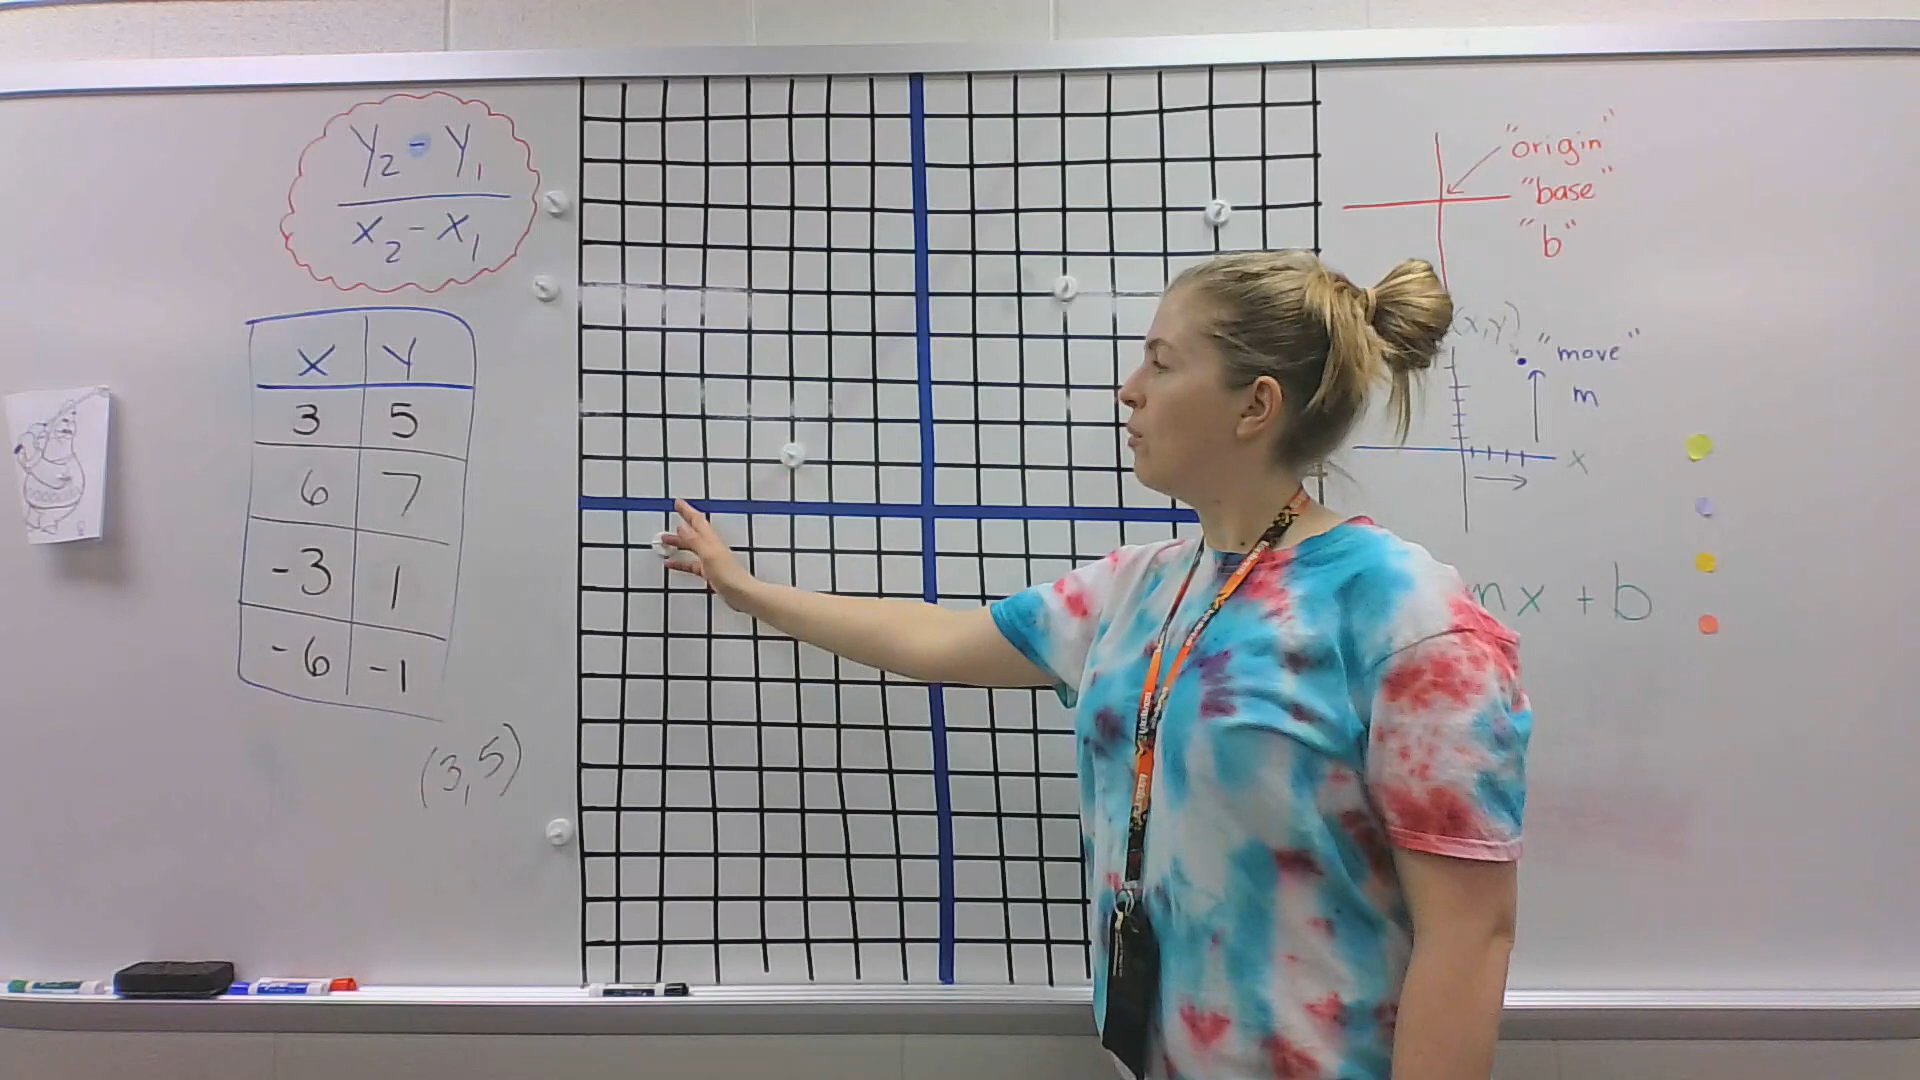 y₂ - y₁
x₂ - x₁
x y
3 5
6 7
-3 1
-6 -1
(3,5)
"origin"
"base"
"b"
(x,y)
"move"
m
x
mx + b